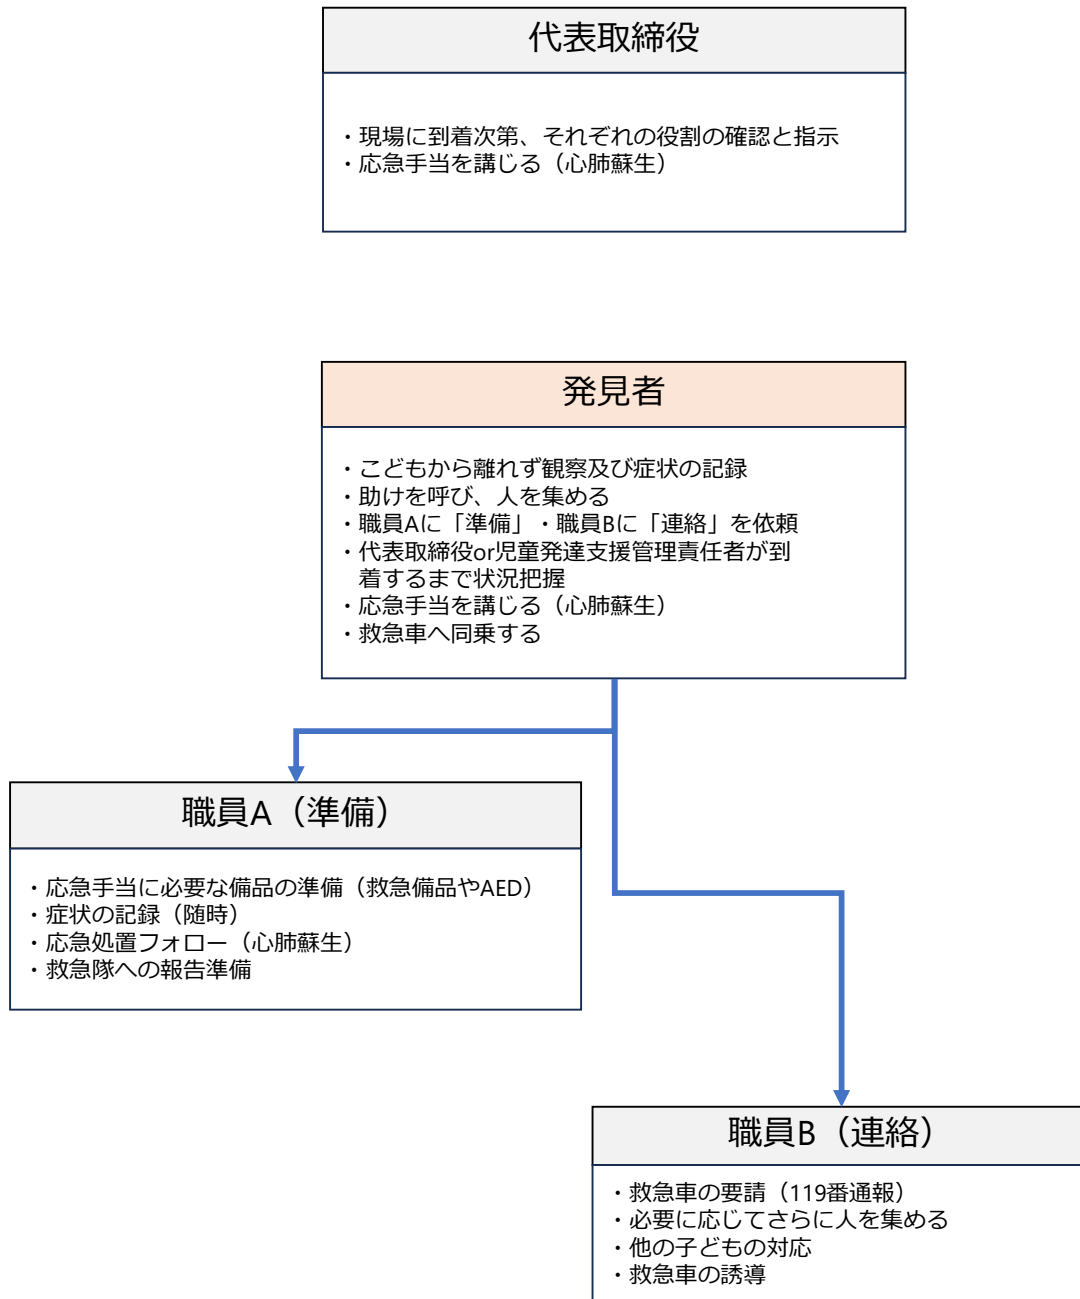 代表取締役
・現場に到着次第、それぞれの役割の確認と指示
・応急手当を講じる（心肺蘇生）
発見者
・こどもから離れず観察及び症状の記録
・助けを呼び、人を集める
・職員Aに「準備」・職員Bに「連絡」を依頼
・代表取締役or児童発達支援管理責任者が到
着するまで状況把握
・応急手当を講じる（心肺蘇生）
・救急車へ同乗する
職員A（準備）
・応急手当に必要な備品の準備（救急備品やAED）
・症状の記録（随時）
・応急処置フォロー（心肺蘇生）
・救急隊への報告準備
職員B（連絡）
・救急車の要請（119番通報）
・必要に応じてさらに人を集める
・他の子どもの対応
・救急車の誘導